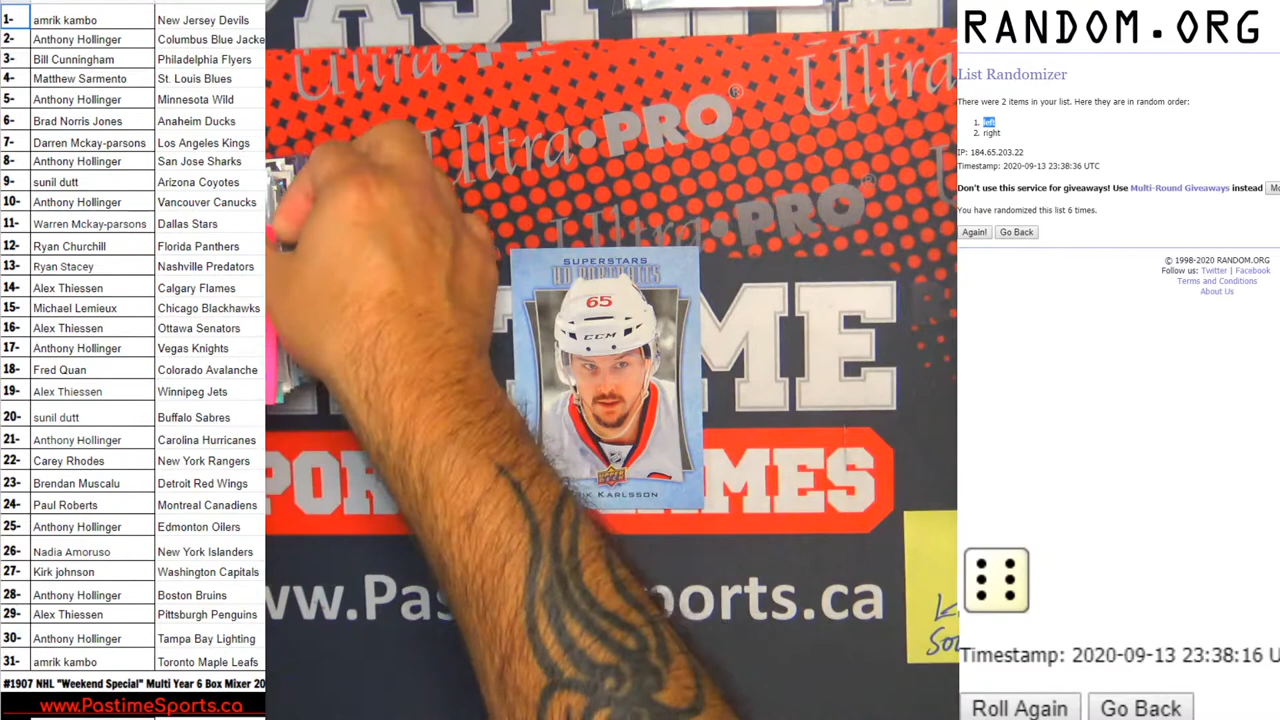 1- amrik kambo New Jersey Devils
2- Anthony Hollinger Columbus Blue Jacke
3- Bill Cunningham Philadelphia Flyers
4- Matthew Sarmento St. Louis Blues
5- Anthony Hollinger Minnesota Wild
6- Brad Norris Jones Anaheim Ducks
7- Darren Mckay-parsons Los Angeles Kings
8- Anthony Hollinger San Jose Sharks
9- sunil dutt Arizona Coyotes
10- Anthony Hollinger Vancouver Canucks
11- Warren Mckay-parsons Dallas Stars
12- Ryan Churchill Florida Panthers
13- Ryan Stacey Nashville Predators
14- Alex Thiessen Calgary Flames
15- Michael Lemieux Chicago Blackhawks
16- Alex Thiessen Ottawa Senators
17- Anthony Hollinger Vegas Knights
18- Fred Quan Colorado Avalanche
19- Alex Thiessen Winnipeg Jets
20- sunil dutt Buffalo Sabres
21- Anthony Hollinger Carolina Hurricanes
22- Carey Rhodes New York Rangers
23- Brendan Muscalu Detroit Red Wings
24- Paul Roberts Montreal Canadiens
25- Anthony Hollinger Edmonton Oilers
26- Nadia Amoruso New York Islanders
27- Kirk johnson Washington Capitals
28- Anthony Hollinger Boston Bruins
29- Alex Thiessen Pittsburgh Penguins
30- Anthony Hollinger Tampa Bay Lighting
31- amrik kambo Toronto Maple Leafs
#1907 NHL "Weekend Special" Multi Year 6 Box Mixer 20
www.PastimeSports.ca
PASTIME
Ultra
Ultra
Ultra•PRO®
Ultra•PRO®
SUPERSTARS
UD PORTRAITS
65
CCM
KARLSSON
TIME
POR AMES
www.Pa sports.ca
RANDOM.ORG
List Randomizer
There were 2 items in your list. Here they are in random order:
1. left
2. right
IP: 184.65.203.22
Timestamp: 2020-09-13 23:38:36 UTC
Don't use this service for giveaways! Use Multi-Round Giveaways instead Mo
You have randomized this list 6 times.
Again! Go Back
© 1998-2020 RANDOM.ORG
Follow us: Twitter | Facebook
Terms and Conditions
About Us
Timestamp: 2020-09-13 23:38:16 U
Roll Again Go Back